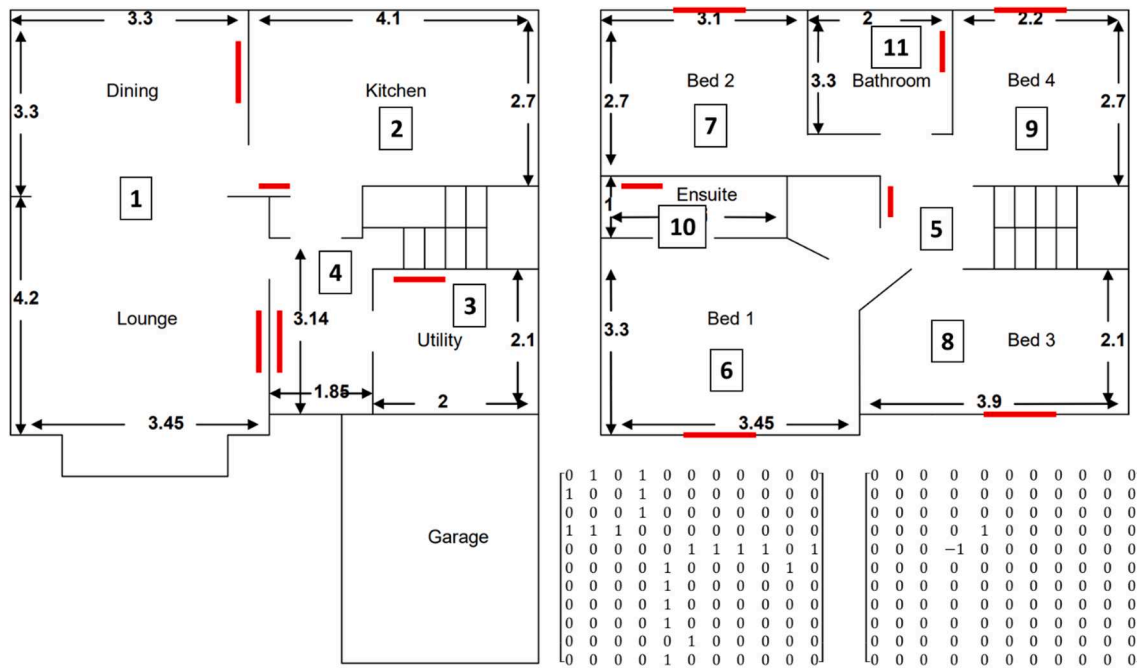 3.3
4.1
Dining
Kitchen
3.3
2.7
2
1
4
3
4.2
Lounge
3.14
Utility
2.1
1.85
2
3.45
Garage
3.1
2
2.2
11
Bed 2
Bathroom
Bed 4
2.7
3.3
2.7
7
9
Ensuite
1
10
5
3.3
Bed 1
8
Bed 3
2.1
6
3.9
3.45
0 1 0 1 0 0 0 0 0 0 0
1 0 0 1 0 0 0 0 0 0 0
0 0 0 1 0 0 0 0 0 0 0
1 1 1 0 0 0 0 0 0 0 0
0 0 0 0 0 1 1 1 1 0 1
0 0 0 0 1 0 0 0 0 1 0
0 0 0 0 1 0 0 0 0 0 0
0 0 0 0 1 0 0 0 0 0 0
0 0 0 0 1 0 0 0 0 0 0
0 0 0 0 0 1 0 0 0 0 0
0 0 0 0 1 0 0 0 0 0 0
0 0 0 0 0 0 0 0 0 0 0
0 0 0 0 0 0 0 0 0 0 0
0 0 0 0 0 0 0 0 0 0 0
0 0 0 0 1 0 0 0 0 0 0
0 0 0 −1 0 0 0 0 0 0 0
0 0 0 0 0 0 0 0 0 0 0
0 0 0 0 0 0 0 0 0 0 0
0 0 0 0 0 0 0 0 0 0 0
0 0 0 0 0 0 0 0 0 0 0
0 0 0 0 0 0 0 0 0 0 0
0 0 0 0 0 0 0 0 0 0 0